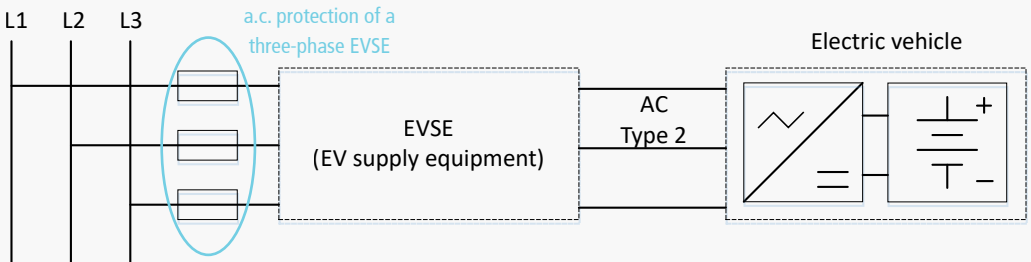 L1 L2 L3
a.c. protection of a
three-phase EVSE
Electric vehicle
EVSE
(EV supply equipment)
AC
Type 2
+
−